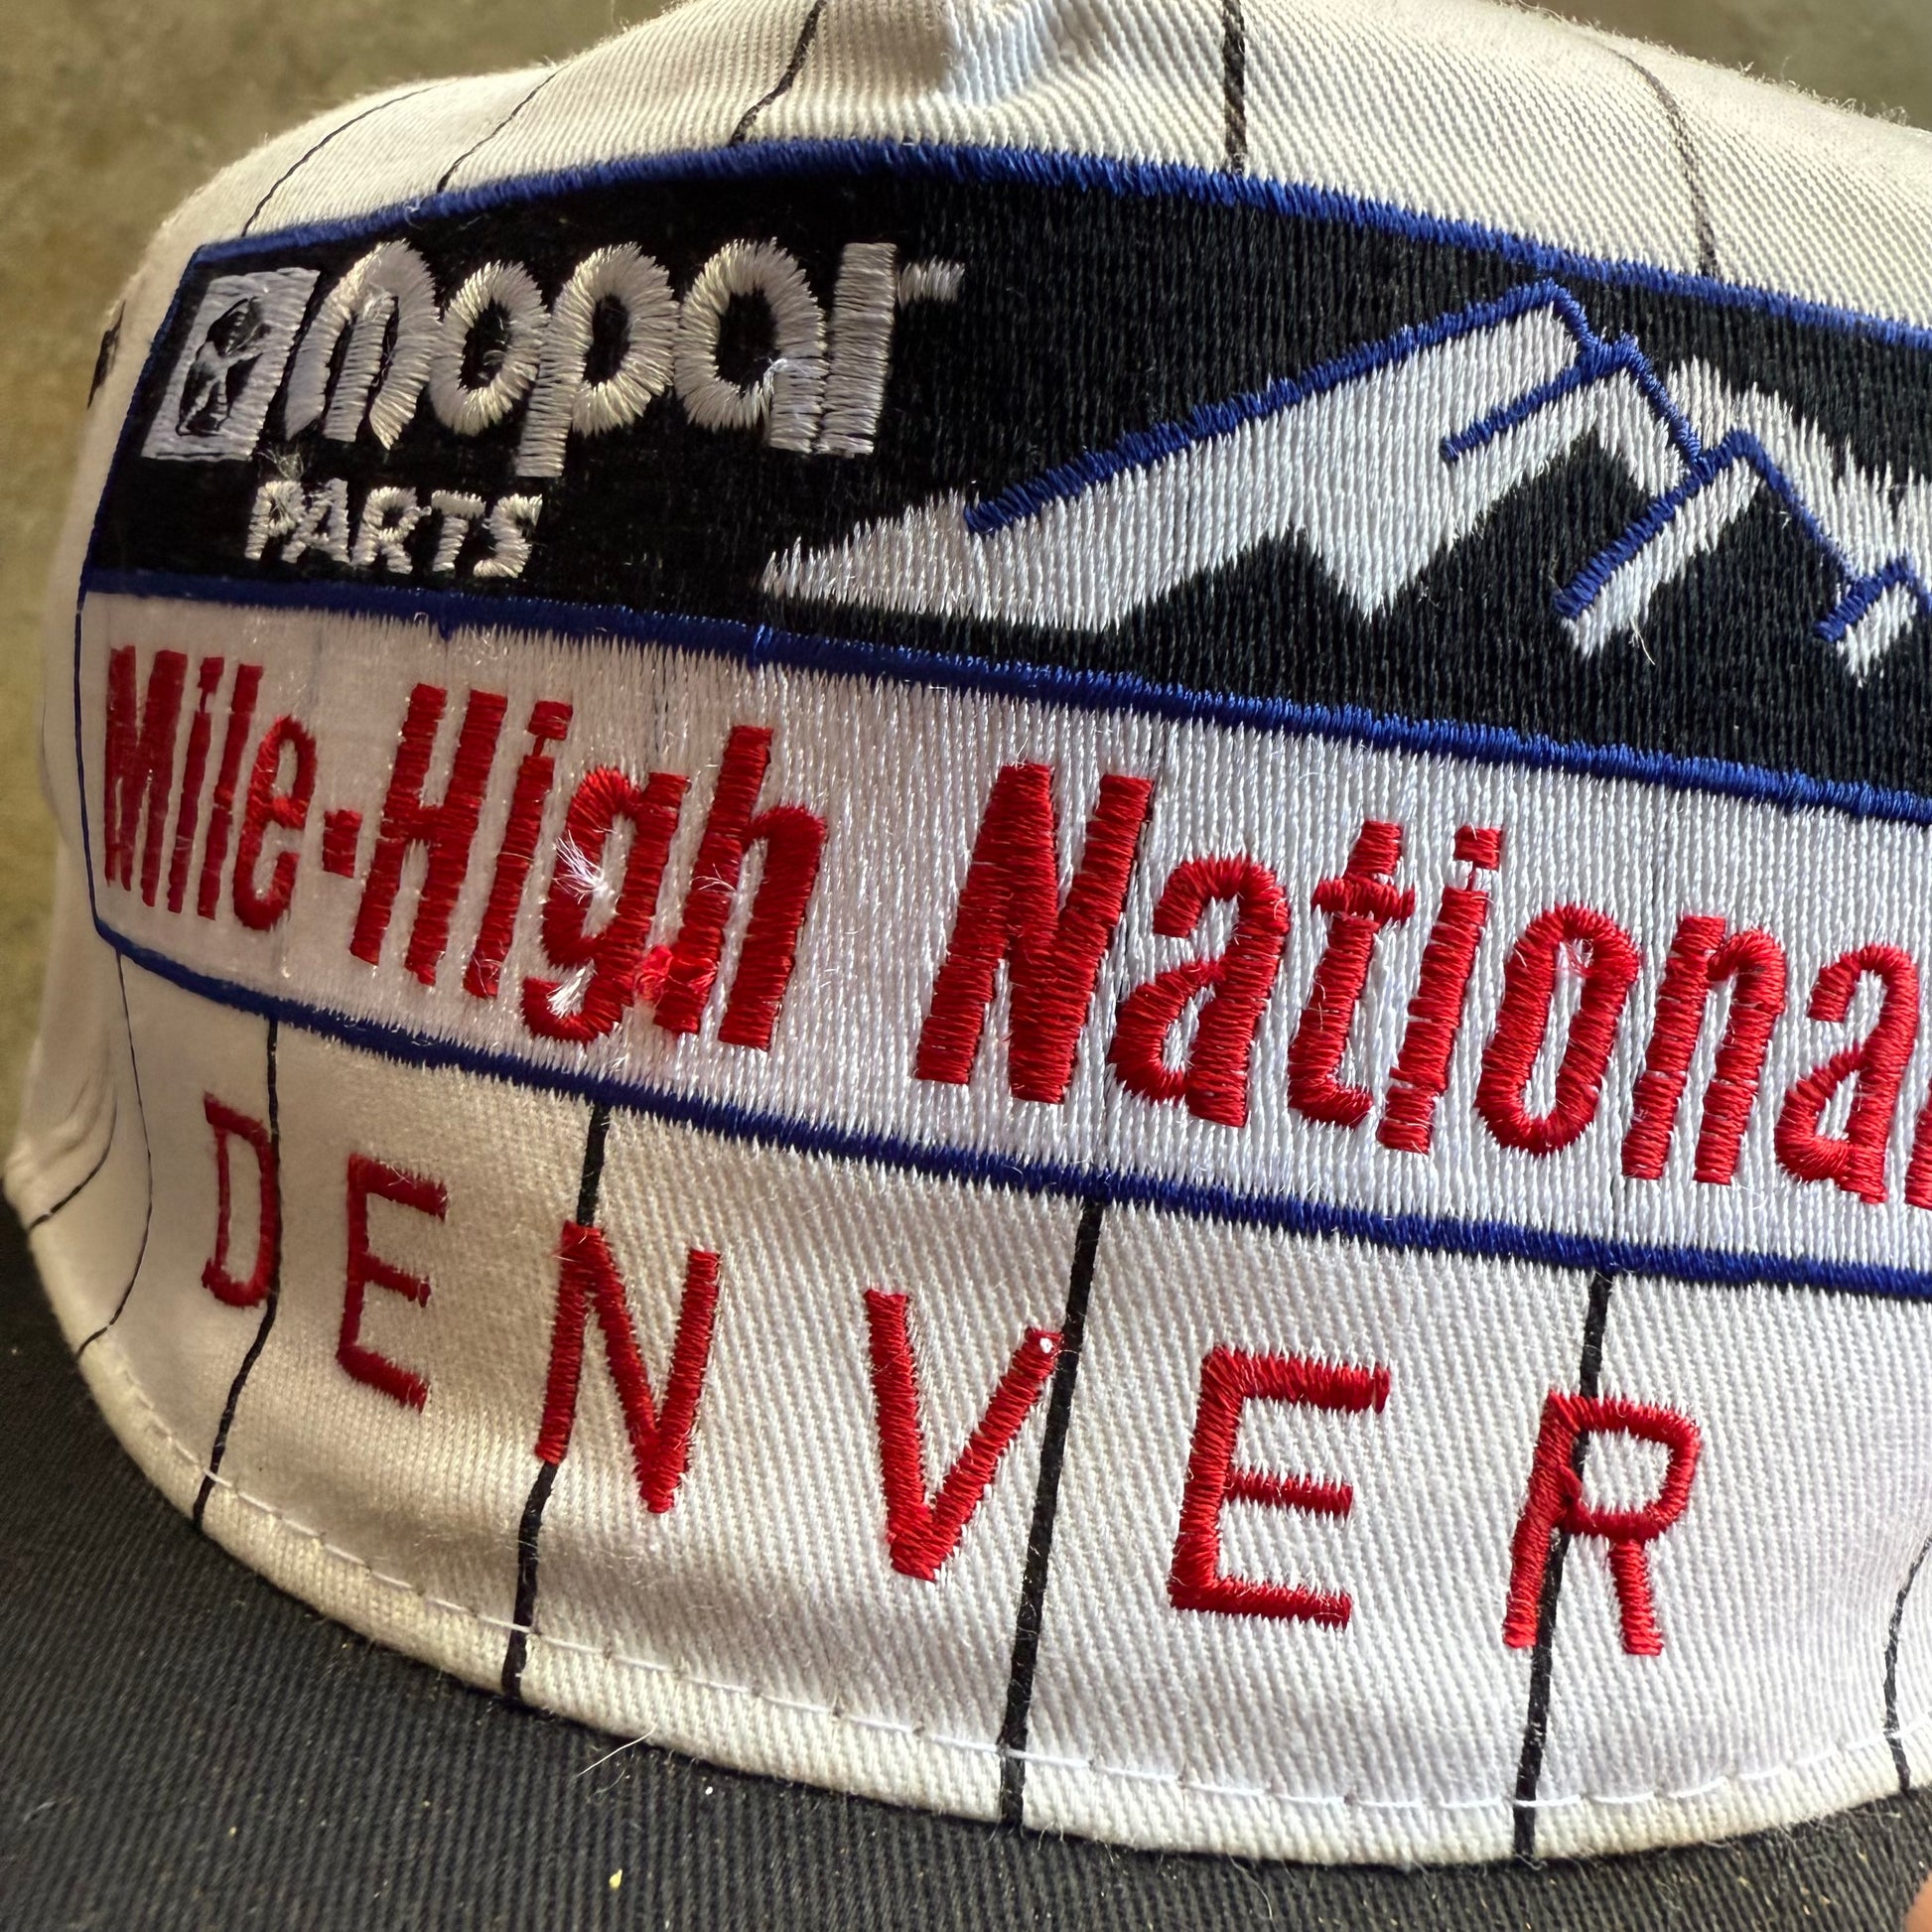 mopar
PARTS
Mile-High National
DENVER